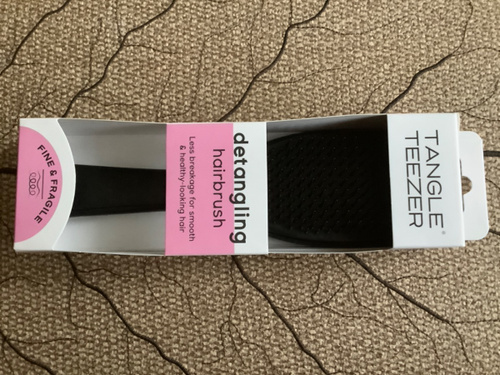 TANGLE
TEEZER®
detangling
hairbrush
Less breakage for smooth
& healthy-looking hair
FINE & FRAGILE